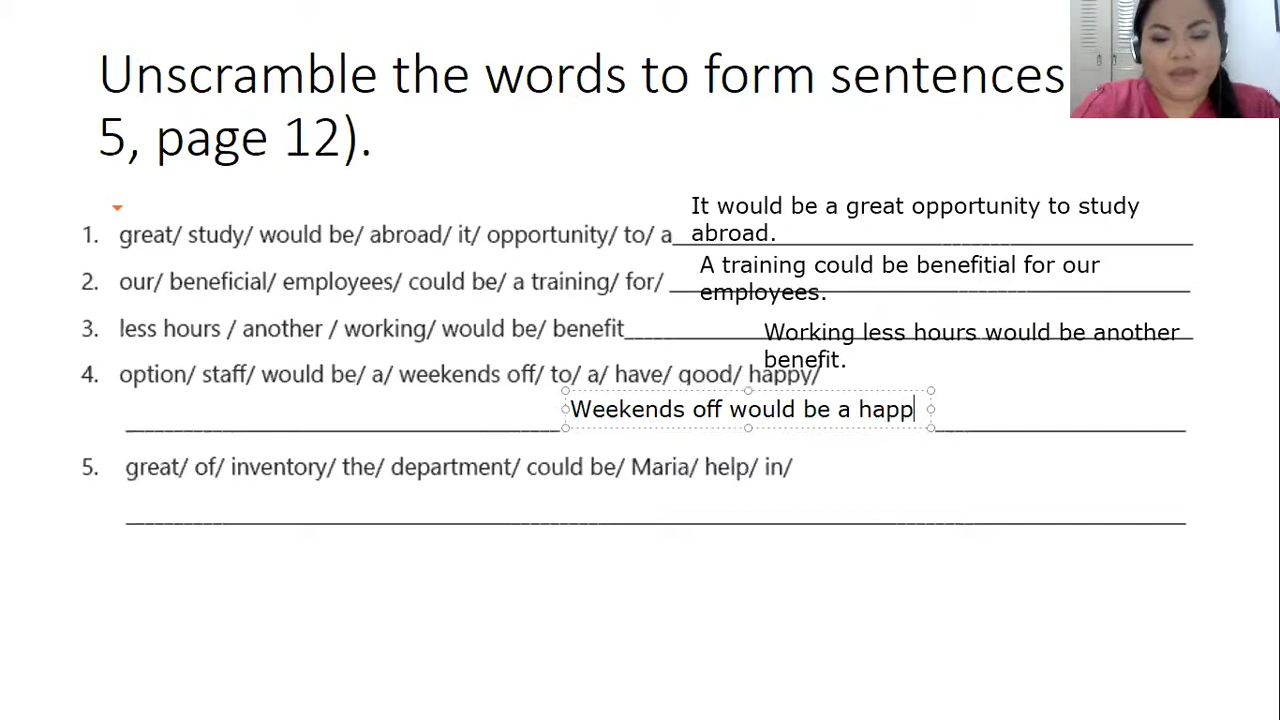 Unscramble the words to form sentences
5, page 12).
It would be a great opportunity to study
abroad.
1. great/ study/ would be/ abroad/ it/ opportunity/ to/ a
A training could be benefitial for our
employees.
2. our/ beneficial/ employees/ could be/ a training/ for/
Working less hours would be another
benefit.
3. less hours / another / working/ would be/ benefit
4. option/ staff/ would be/ a/ weekends off/ to/ a/ have/ good/ happy/
Weekends off would be a happ
5. great/ of/ inventory/ the/ department/ could be/ Maria/ help/ in/